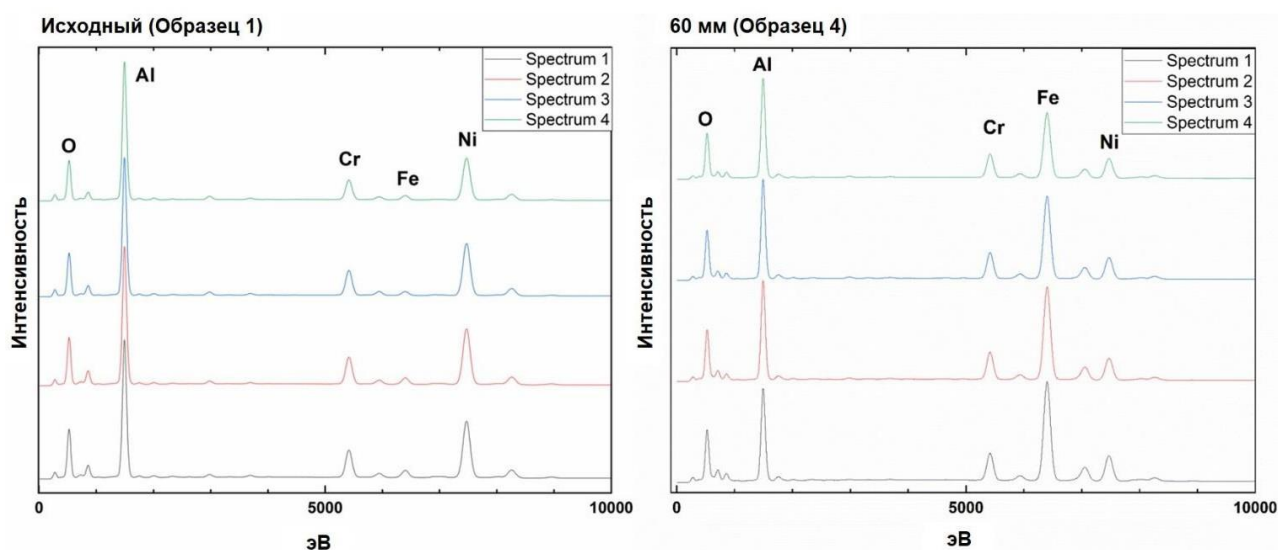 Исходный (Образец 1)
Spectrum 1
Spectrum 2
Spectrum 3
Spectrum 4
Al
O
Cr
Fe
Ni
Интенсивность
0
5000
10000
эВ
60 мм (Образец 4)
Spectrum 1
Spectrum 2
Spectrum 3
Spectrum 4
Al
O
Cr
Fe
Ni
Интенсивность
0
5000
10000
эВ